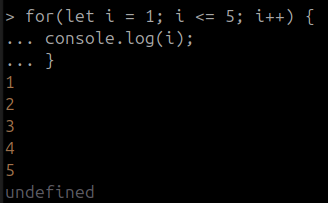 > for(let i = 1; i <= 5; i++) {
... console.log(i);
... }
1
2
3
4
5
undefined